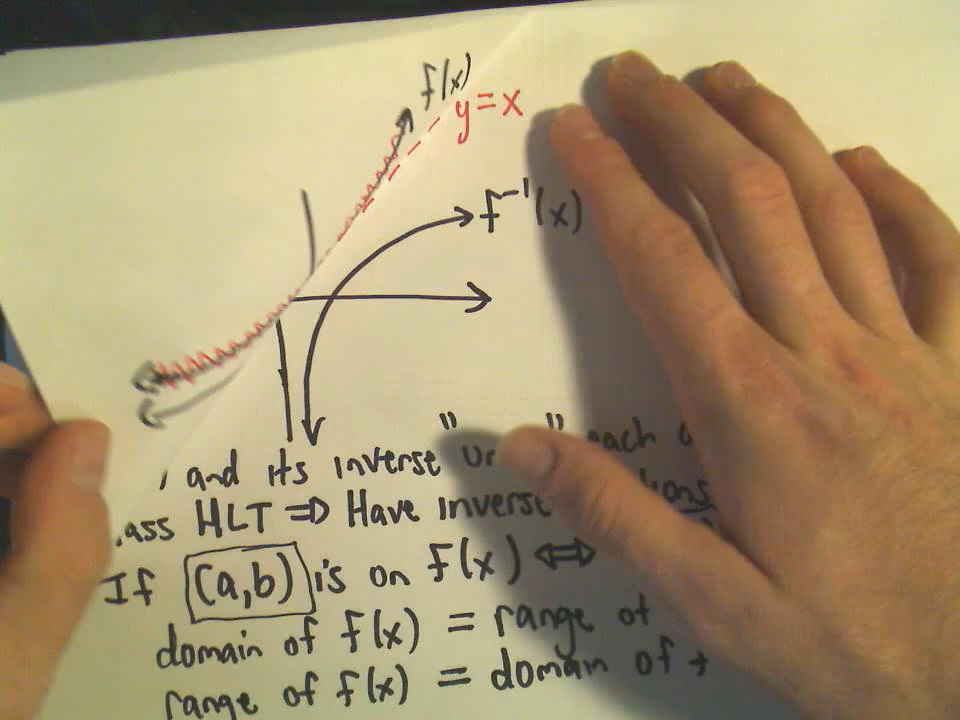 f(x)
y = x
f⁻¹(x)
and its inverse " " each
HLT ⇒ Have inverse
If (a,b) is on f(x) ⇔
domain of f(x) = range of
range of f(x) = domain of